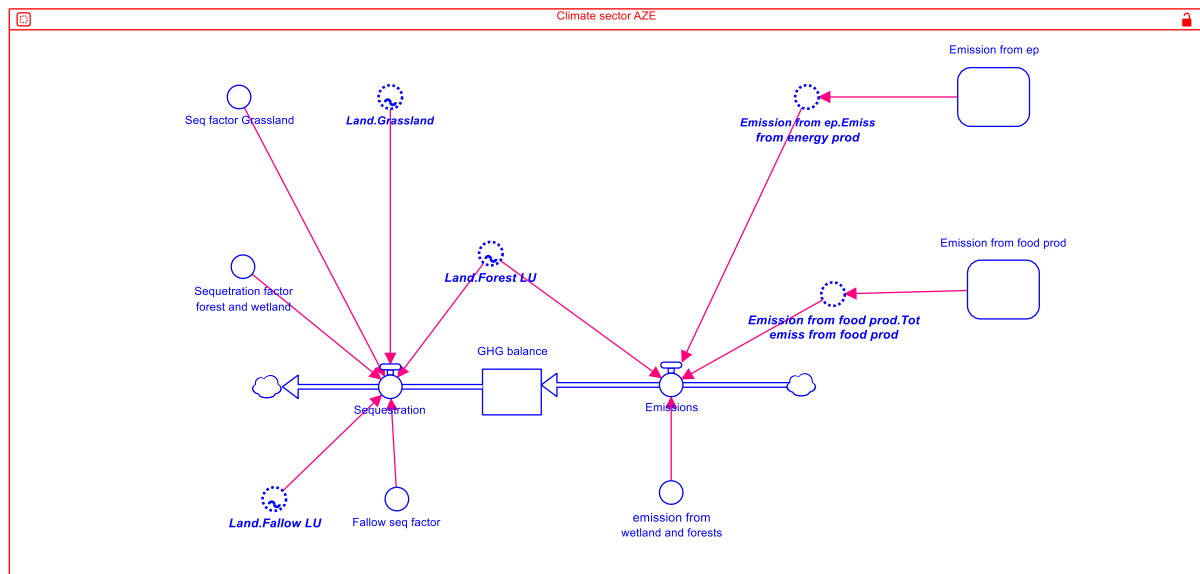 Climate sector AZE
Emission from ep
Seq factor Grassland
Land.Grassland
Emission from ep.Emiss
from energy prod
Emission from food prod
Land.Forest LU
Sequetration factor
forest and wetland
Emission from food prod.Tot
emiss from food prod
GHG balance
Sequestration
Emissions
Land.Fallow LU
Fallow seq factor
emission from
wetland and forests